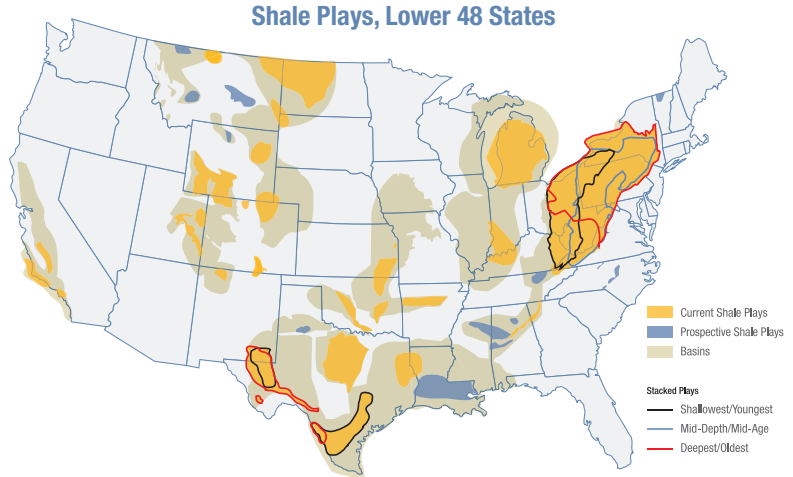 Shale Plays, Lower 48 States
Current Shale Plays
Prospective Shale Plays
Basins
Stacked Plays
Shallowest/Youngest
Mid-Depth/Mid-Age
Deepest/Oldest